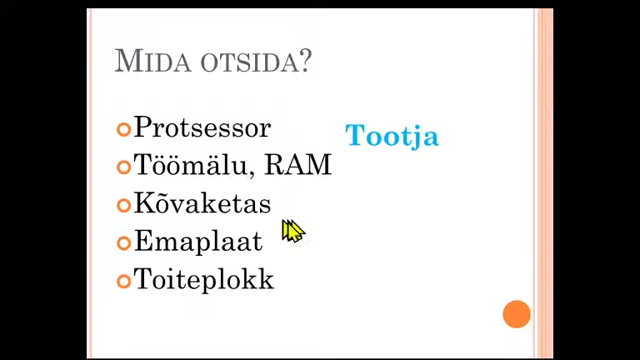 MIDA OTSIDA?
Protsessor
Tootja
Töömälu, RAM
Kõvaketas
Emaplaat
Toiteplokk